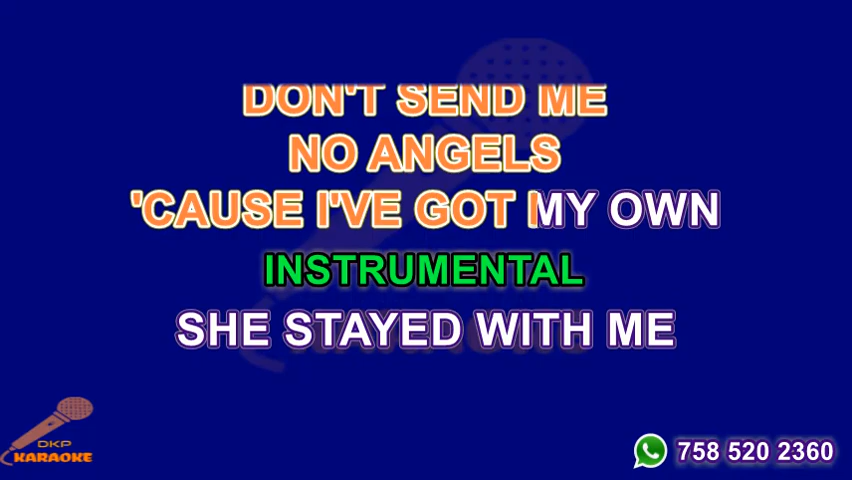 DON'T SEND ME
NO ANGELS
'CAUSE I'VE GOT MY OWN
INSTRUMENTAL
SHE STAYED WITH ME
DKP
KARAOKE
758 520 2360